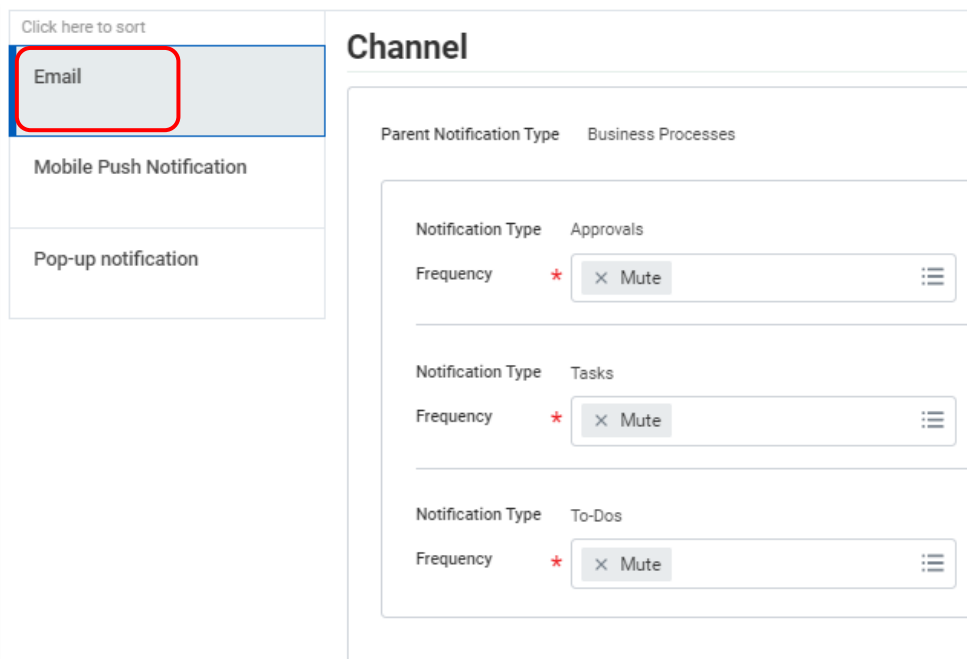 Click here to sort
Email
Mobile Push Notification
Pop-up notification
Channel
Parent Notification Type Business Processes
Notification Type Approvals
Frequency * × Mute
Notification Type Tasks
Frequency * × Mute
Notification Type To-Dos
Frequency * × Mute